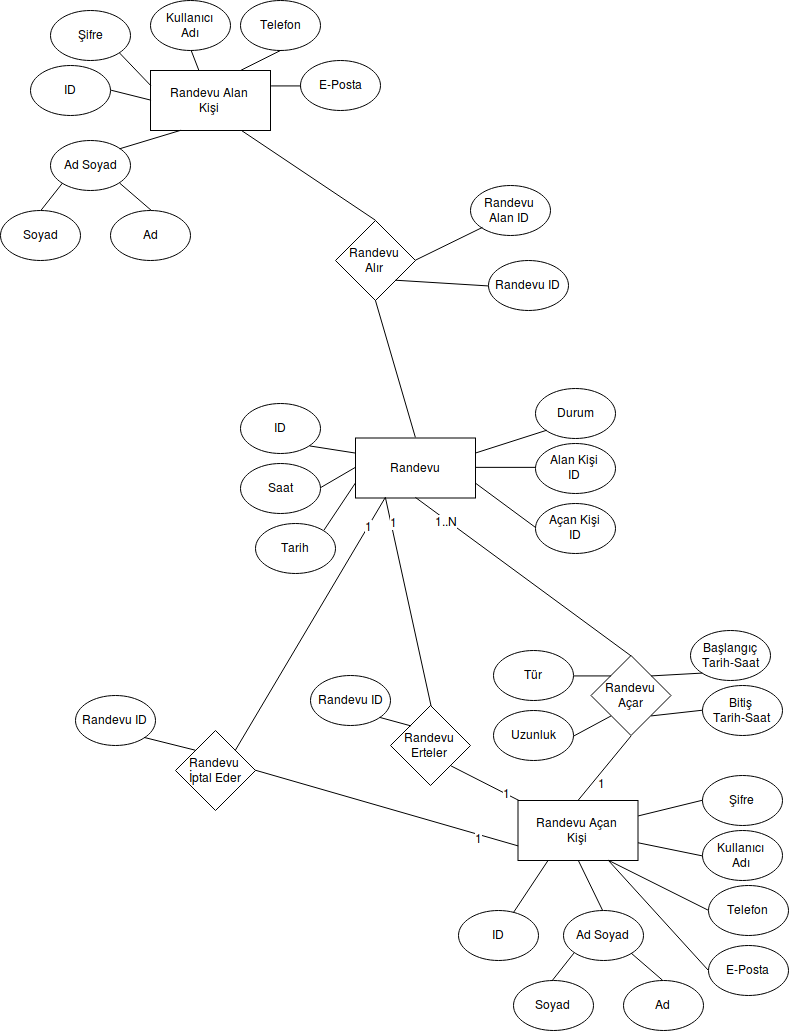 Kullanıcı
Adı
Telefon
Şifre
E-Posta
ID
Randevu Alan
Kişi
Ad Soyad
Soyad
Ad
Randevu
Alan ID
Randevu
Alır
Randevu ID
Durum
ID
Alan Kişi
ID
Randevu
Saat
Açan Kişi
ID
Tarih
1
1
1..N
Başlangıç
Tarih-Saat
Tür
Randevu
Açar
Randevu ID
Bitiş
Tarih-Saat
Randevu ID
Uzunluk
Randevu
Erteler
Randevu
İptal Eder
1
1
1
Şifre
Randevu Açan
Kişi
Kullanıcı
Adı
Telefon
ID
Ad Soyad
E-Posta
Soyad
Ad